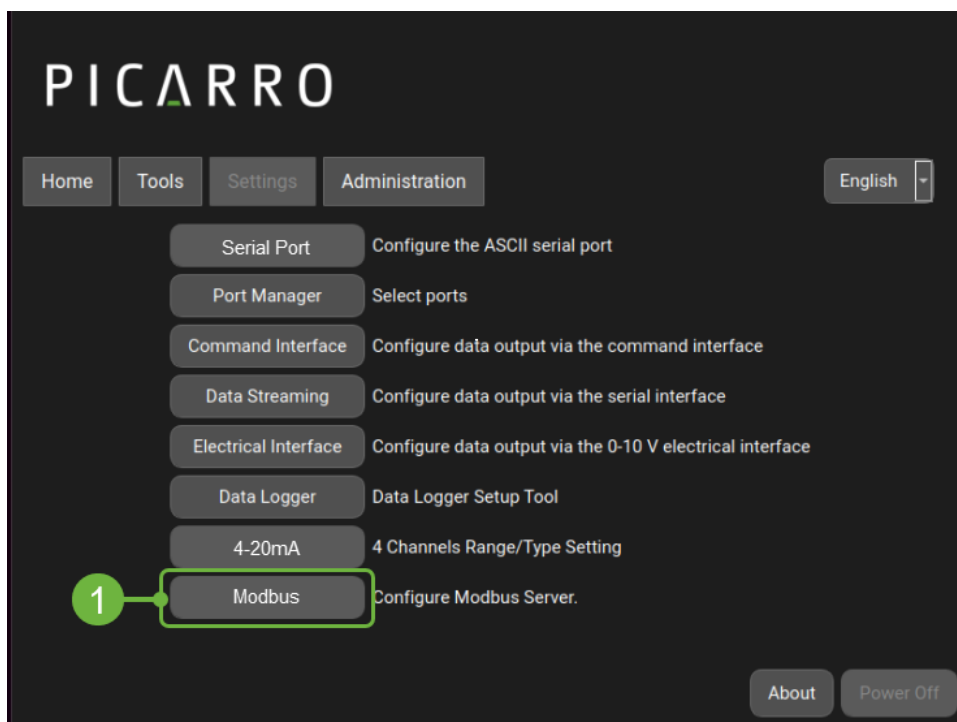 PICARRO
Home Tools Settings Administration English
Serial Port Configure the ASCII serial port
Port Manager Select ports
Command Interface Configure data output via the command interface
Data Streaming Configure data output via the serial interface
Electrical Interface Configure data output via the 0-10 V electrical interface
Data Logger Data Logger Setup Tool
4-20mA 4 Channels Range/Type Setting
1 Modbus Configure Modbus Server.
About Power Off